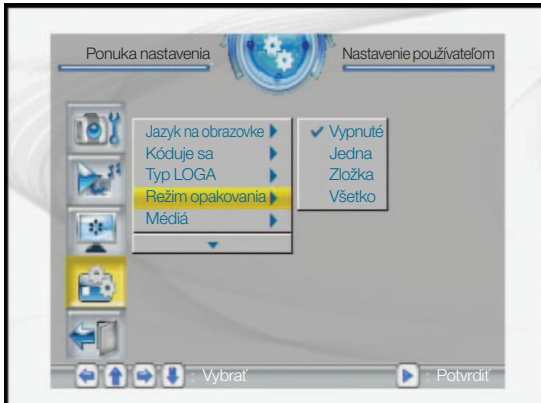 Ponuka nastavenia
Nastavenie používateľom
Jazyk na obrazovke
Kóduje sa
Typ LOGA
Režim opakovania
Médiá
Vypnuté
Jedna
Zložka
Všetko
: Vybrať
: Potvrdiť